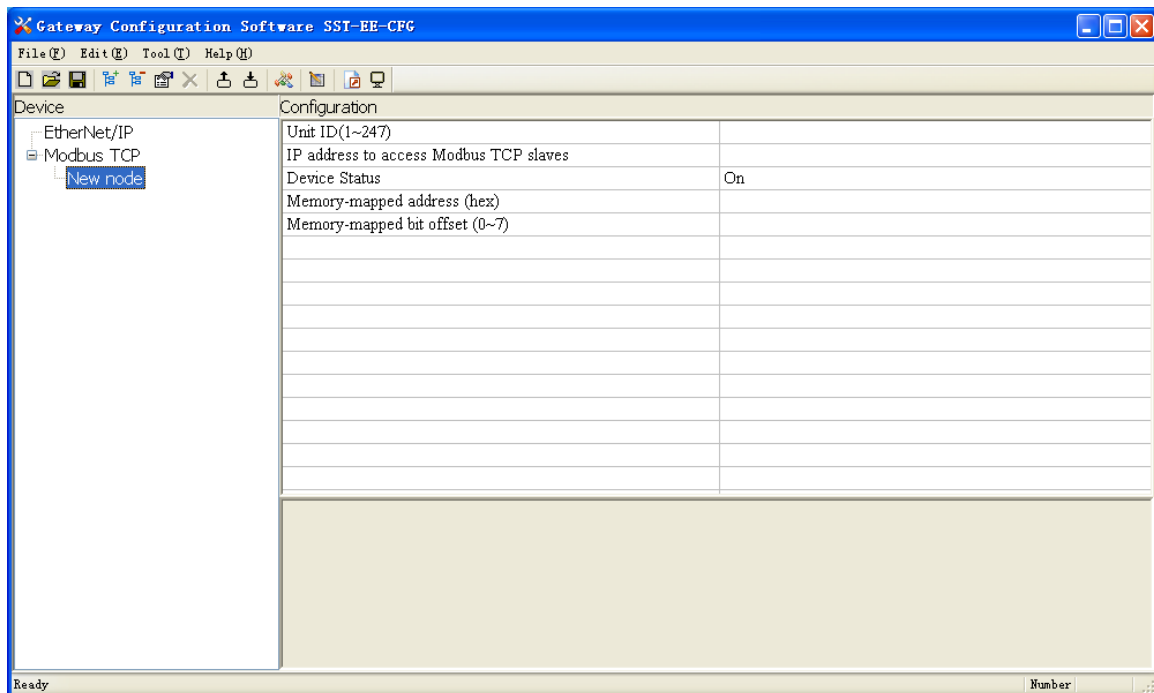 Gateway Configuration Software SST-EE-CFG
File(F) Edit(E) Tool(T) Help(H)
Device
Configuration
EtherNet/IP
Modbus TCP
New node
Unit ID(1~247)
IP address to access Modbus TCP slaves
Device Status On
Memory-mapped address (hex)
Memory-mapped bit offset (0~7)
Ready Number